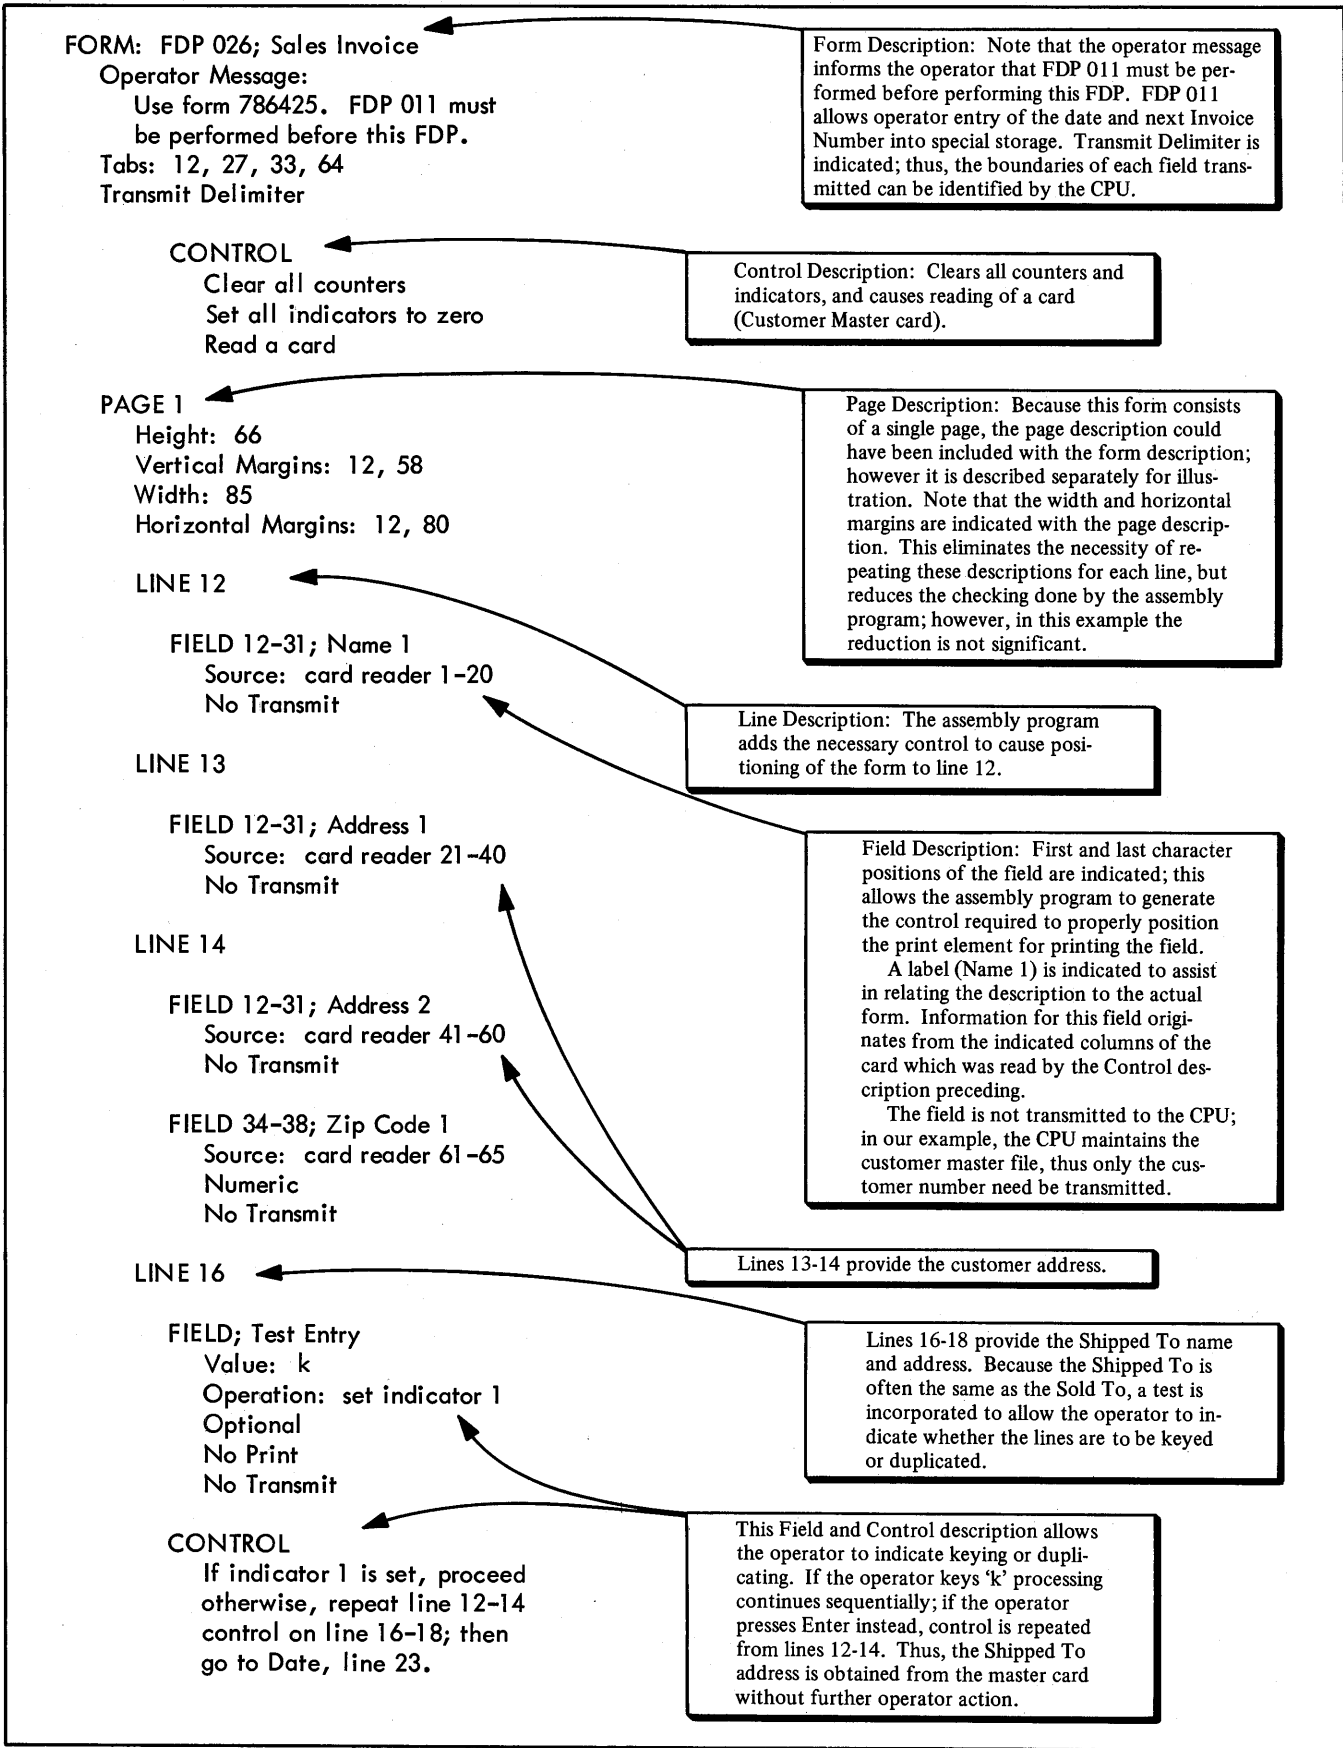 FORM: FDP 026; Sales Invoice
Operator Message:
Use form 786425. FDP 011 must
be performed before this FDP.
Tabs: 12, 27, 33, 64
Transmit Delimiter
Form Description: Note that the operator message
informs the operator that FDP 011 must be per-
formed before performing this FDP. FDP 011
allows operator entry of the date and next Invoice
Number into special storage. Transmit Delimiter is
indicated; thus, the boundaries of each field trans-
mitted can be identified by the CPU.
CONTROL
Clear all counters
Set all indicators to zero
Read a card
Control Description: Clears all counters and
indicators, and causes reading of a card
(Customer Master card).
PAGE 1
Height: 66
Vertical Margins: 12, 58
Width: 85
Horizontal Margins: 12, 80
Page Description: Because this form consists
of a single page, the page description could
have been included with the form description;
however it is described separately for illus-
tration. Note that the width and horizontal
margins are indicated with the page descrip-
tion. This eliminates the necessity of re-
peating these descriptions for each line, but
reduces the checking done by the assembly
program; however, in this example the
reduction is not significant.
LINE 12
FIELD 12-31; Name 1
Source: card reader 1-20
No Transmit
Line Description: The assembly program
adds the necessary control to cause posi-
tioning of the form to line 12.
LINE 13
FIELD 12-31; Address 1
Source: card reader 21-40
No Transmit
LINE 14
FIELD 12-31; Address 2
Source: card reader 41-60
No Transmit
FIELD 34-38; Zip Code 1
Source: card reader 61-65
Numeric
No Transmit
Field Description: First and last character
positions of the field are indicated; this
allows the assembly program to generate
the control required to properly position
the print element for printing the field.
A label (Name 1) is indicated to assist
in relating the description to the actual
form. Information for this field origi-
nates from the indicated columns of the
card which was read by the Control des-
cription preceding.
The field is not transmitted to the CPU;
in our example, the CPU maintains the
customer master file, thus only the cus-
tomer number need be transmitted.
Lines 13-14 provide the customer address.
LINE 16
FIELD; Test Entry
Value: k
Operation: set indicator 1
Optional
No Print
No Transmit
Lines 16-18 provide the Shipped To name
and address. Because the Shipped To is
often the same as the Sold To, a test is
incorporated to allow the operator to in-
dicate whether the lines are to be keyed
or duplicated.
CONTROL
If indicator 1 is set, proceed
otherwise, repeat line 12-14
control on line 16-18; then
go to Date, line 23.
This Field and Control description allows
the operator to indicate keying or dupli-
cating. If the operator keys ‘k’ processing
continues sequentially; if the operator
presses Enter instead, control is repeated
from lines 12-14. Thus, the Shipped To
address is obtained from the master card
without further operator action.